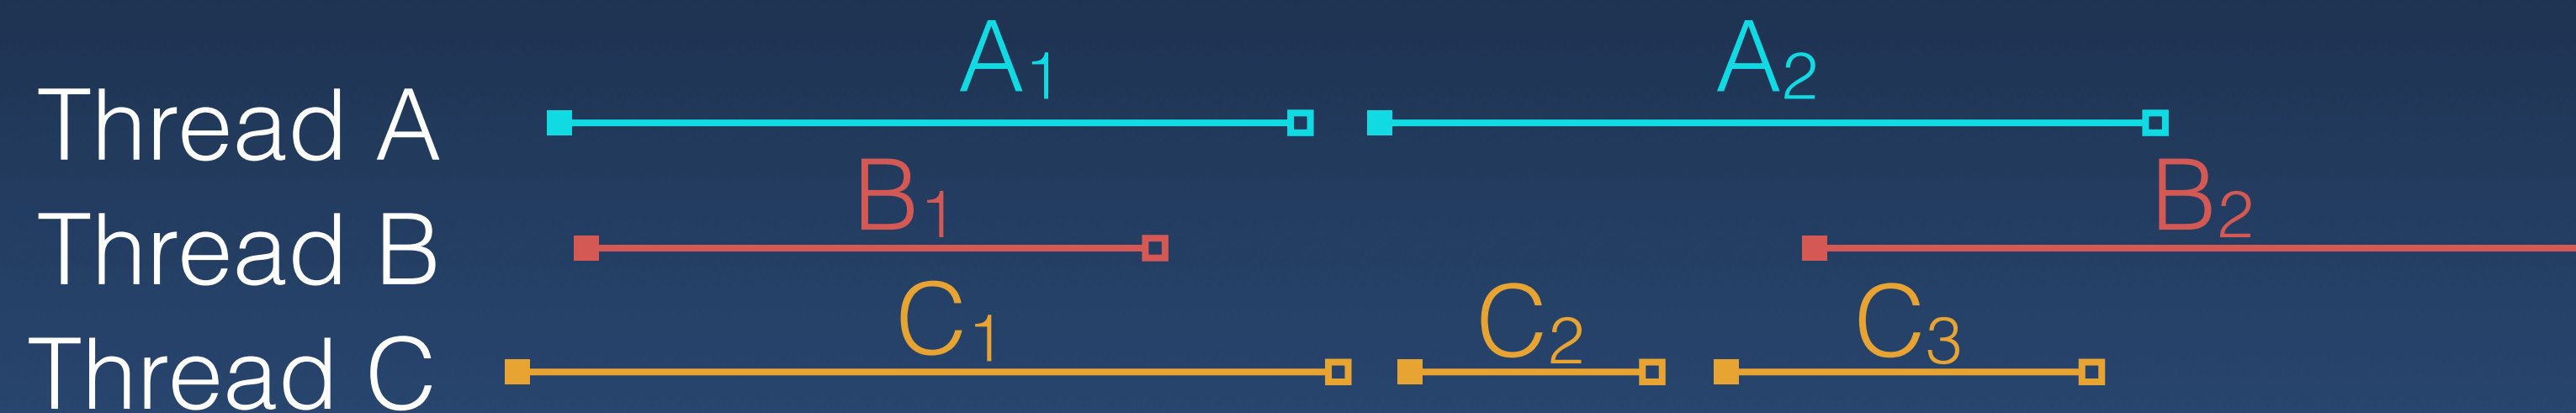 A1 A2
Thread A
B1 B2
Thread B
C1 C2 C3
Thread C